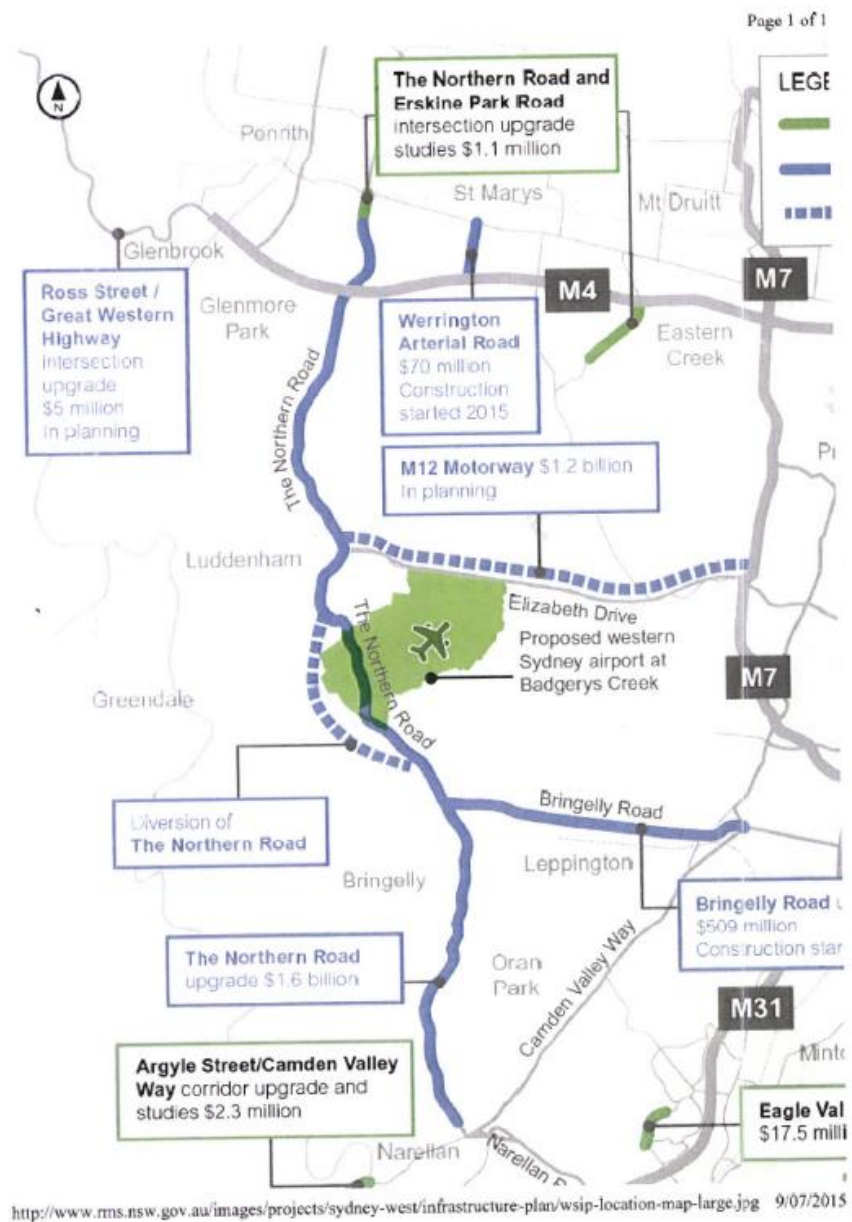 Page 1 of 1
N
Penrith
The Northern Road and
Erskine Park Road
intersection upgrade
studies $1.1 million
LEGE
St Marys
Mt Druitt
Glenbrook
M4
M7
Ross Street /
Great Western
Highway
intersection
upgrade
$5 million
In planning
Glenmore
Park
Werrington
Arterial Road
$70 million
Construction
started 2015
Eastern
Creek
The Northern Road
M12 Motorway $1.2 billion
In planning
Luddenham
Elizabeth Drive
The Northern Road
Proposed western
Sydney airport at
Badgerys Creek
M7
Greendale
Diversion of
The Northern Road
Bringelly Road
Leppington
Bringelly
Bringelly Road
$509 million
Construction star
The Northern Road
upgrade $1.6 billion
Oran
Park
Camden Valley Way
M31
Argyle Street/Camden Valley
Way corridor upgrade and
studies $2.3 million
Eagle Val
$17.5 milli
Narellan
Narellan
http://www.rms.nsw.gov.au/images/projects/sydney-west/infrastructure-plan/wsip-location-map-large.jpg 9/07/2015